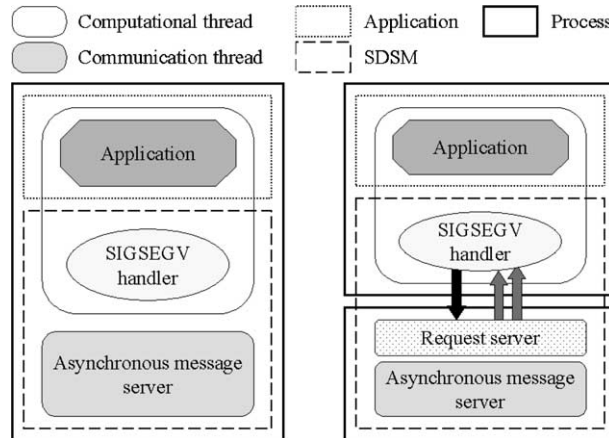 Computational thread
Application
Process
Communication thread
SDSM
Application
SIGSEGV
handler
Asynchronous message
server
Application
SIGSEGV
handler
Request server
Asynchronous message
server